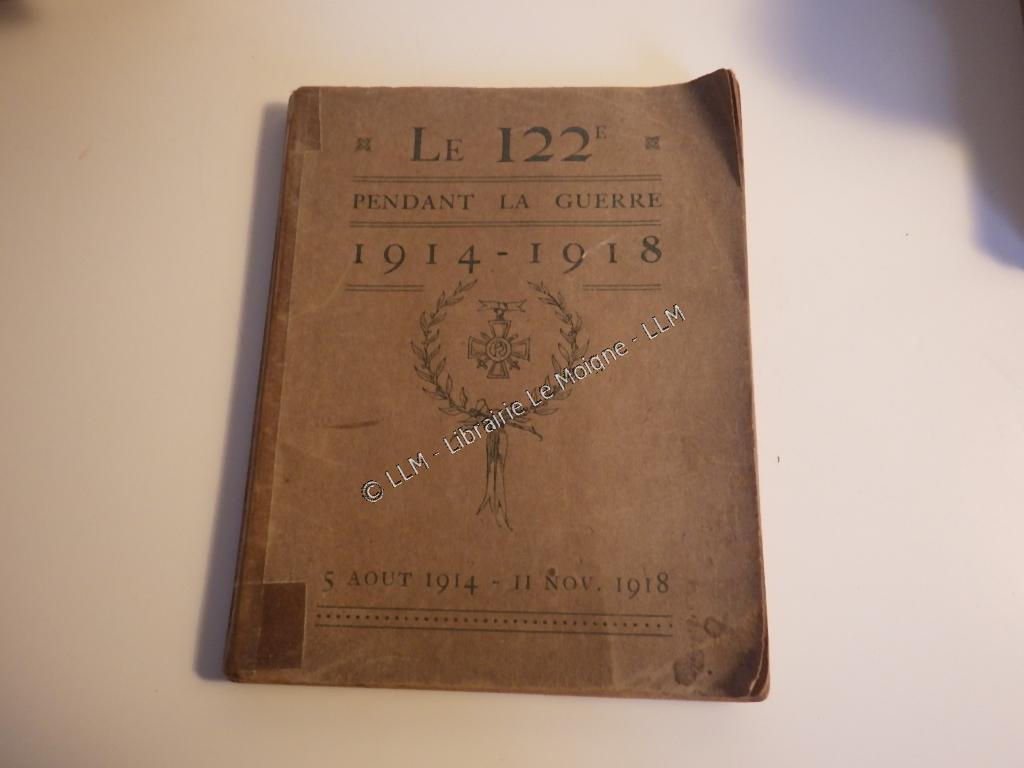 LE 122E
PENDANT LA GUERRE
1914-1918
© LLM - Librairie Le Moigne - LLM
5 AOUT 1914 - 11 NOV. 1918